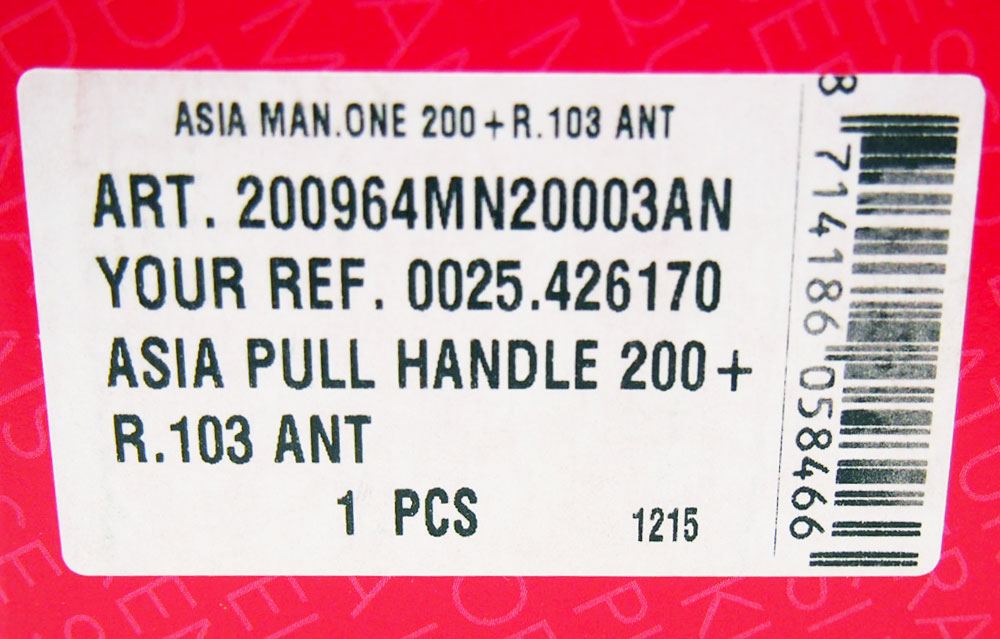 ASIA MAN.ONE 200+R.103 ANT
ART. 200964MN20003AN
YOUR REF. 0025.426170
ASIA PULL HANDLE 200+
R.103 ANT
1 PCS
1215
8 714186 058466